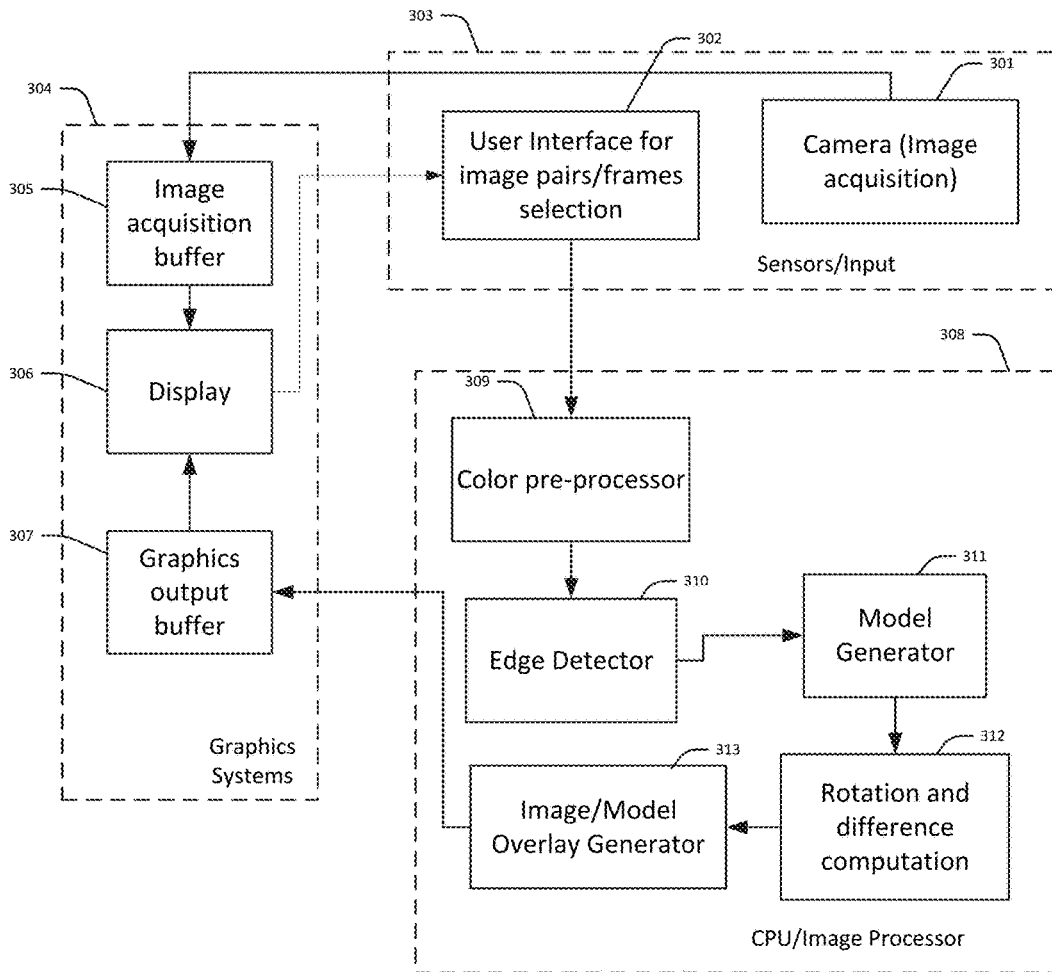 303
302
301
304
User Interface for
image pairs/frames
selection
Camera (Image
acquisition)
305
Image
acquisition
buffer
Sensors/Input
306
Display
308
309
Color pre-processor
307
Graphics
output
buffer
310
Edge Detector
311
Model
Generator
Graphics
Systems
313
Image/Model
Overlay Generator
312
Rotation and
difference
computation
CPU/Image Processor